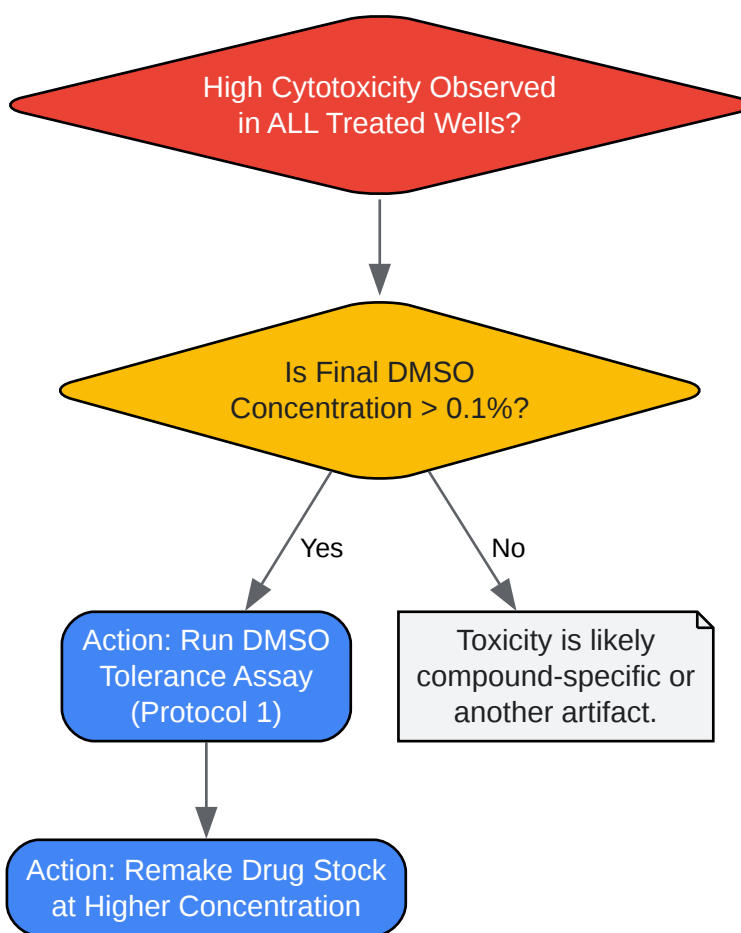 High Cytotoxicity Observed
in ALL Treated Wells?
Is Final DMSO
Concentration > 0.1%?
Yes
No
Action: Run DMSO
Tolerance Assay
(Protocol 1)
Toxicity is likely
compound-specific or
another artifact.
Action: Remake Drug Stock
at Higher Concentration